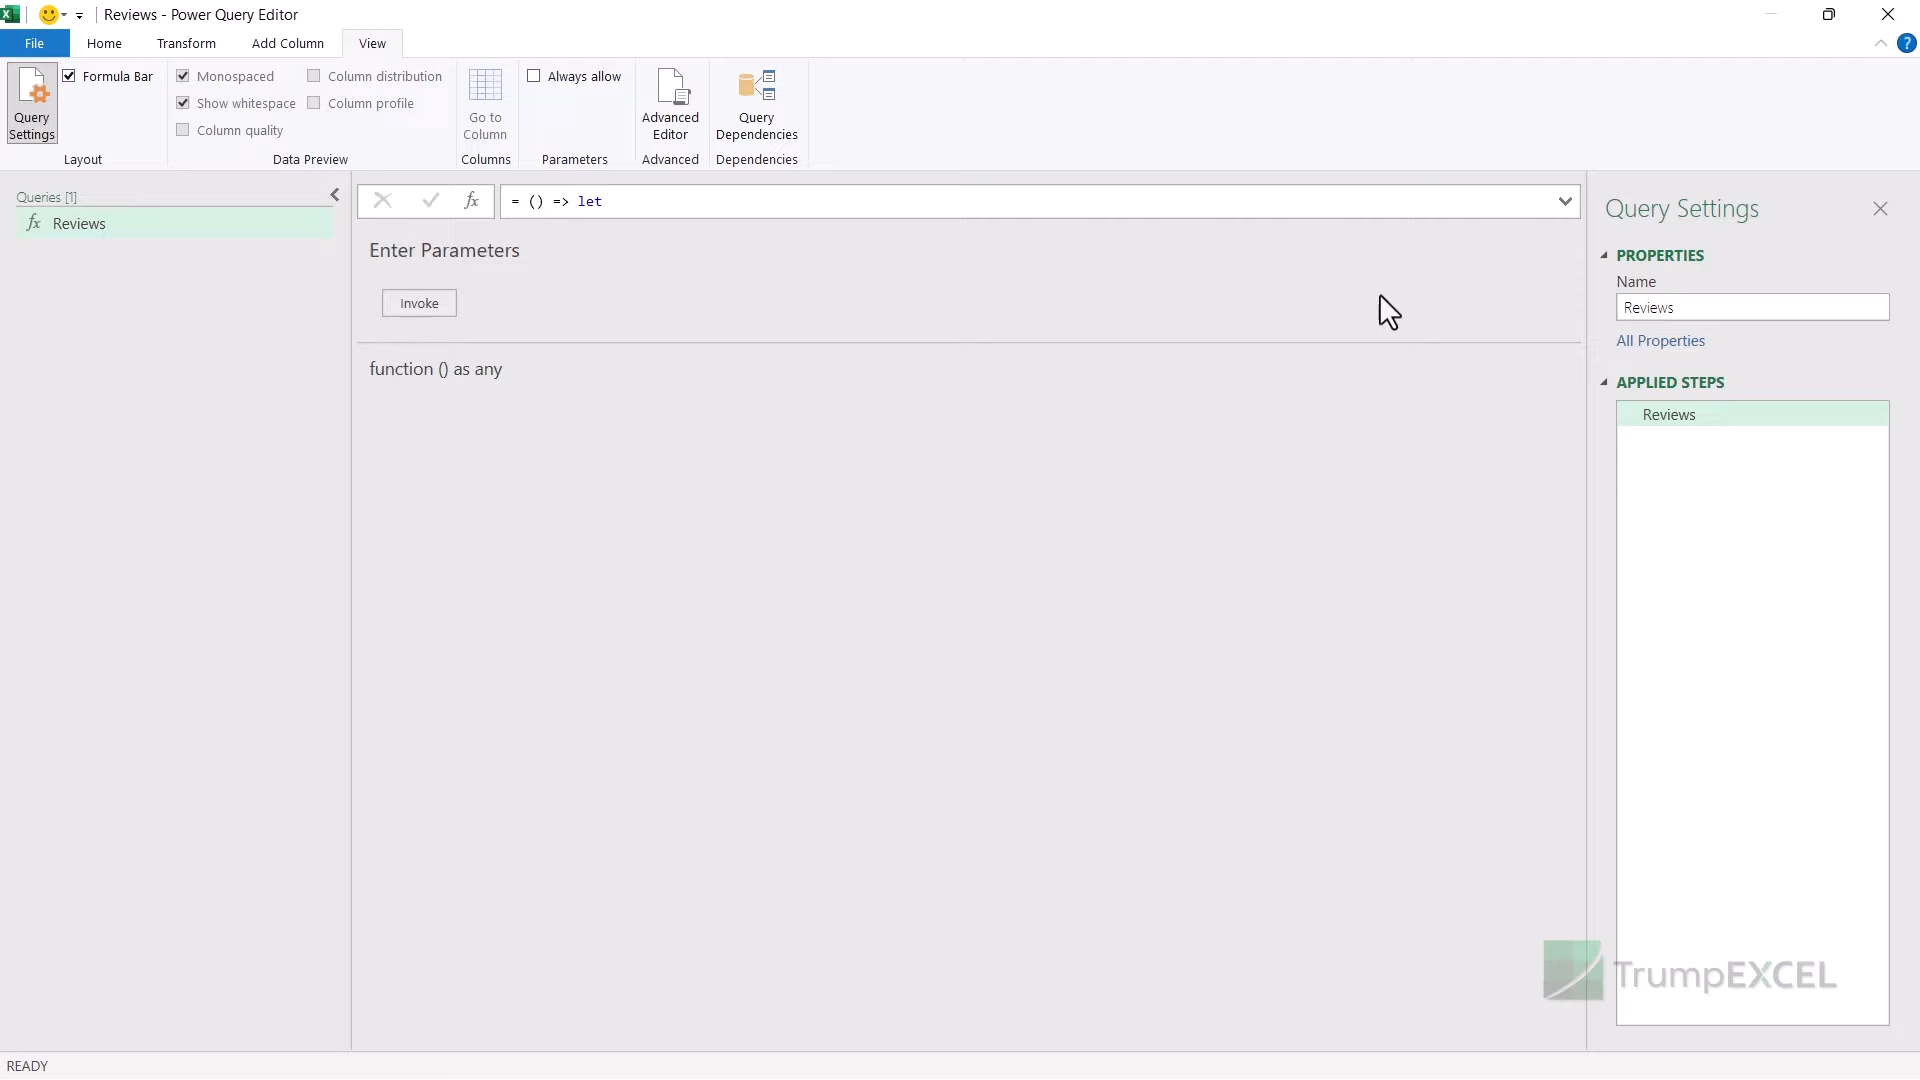 Reviews - Power Query Editor
File
Home
Transform
Add Column
View
Query
Settings
Formula Bar
Layout
Monospaced
Show whitespace
Column quality
Column distribution
Column profile
Data Preview
Go to
Column
Columns
Always allow
Parameters
Advanced
Editor
Advanced
Query
Dependencies
Dependencies
Queries [1]
fx Reviews
fx
= () => let
Enter Parameters
Invoke
function () as any
Query Settings
PROPERTIES
Name
Reviews
All Properties
APPLIED STEPS
Reviews
TrumpEXCEL
READY